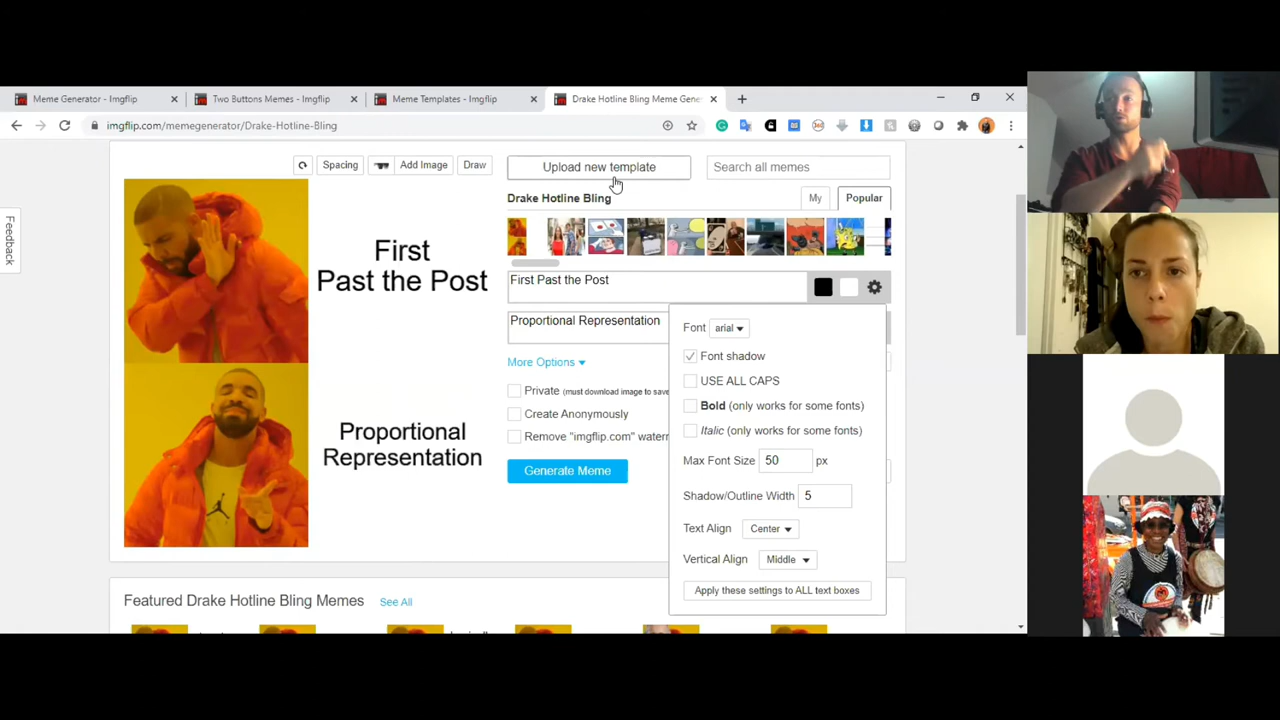 Meme Generator - Imgflip
Two Buttons Memes - Imgflip
Meme Templates - Imgflip
Drake Hotline Bling Meme Gene
imgflip.com/memegenerator/Drake-Hotline-Bling
Feedback
Spacing
Add Image
Draw
Upload new template
Search all memes
Drake Hotline Bling
My
Popular
First
Past the Post
Proportional
Representation
First Past the Post
Proportional Representation
More Options
Private (must download image to save
Create Anonymously
Remove "imgflip.com" watern
Generate Meme
Font arial
Font shadow
USE ALL CAPS
Bold (only works for some fonts)
Italic (only works for some fonts)
Max Font Size 50 px
Shadow/Outline Width 5
Text Align Center
Vertical Align Middle
Apply these settings to ALL text boxes
Featured Drake Hotline Bling Memes See All